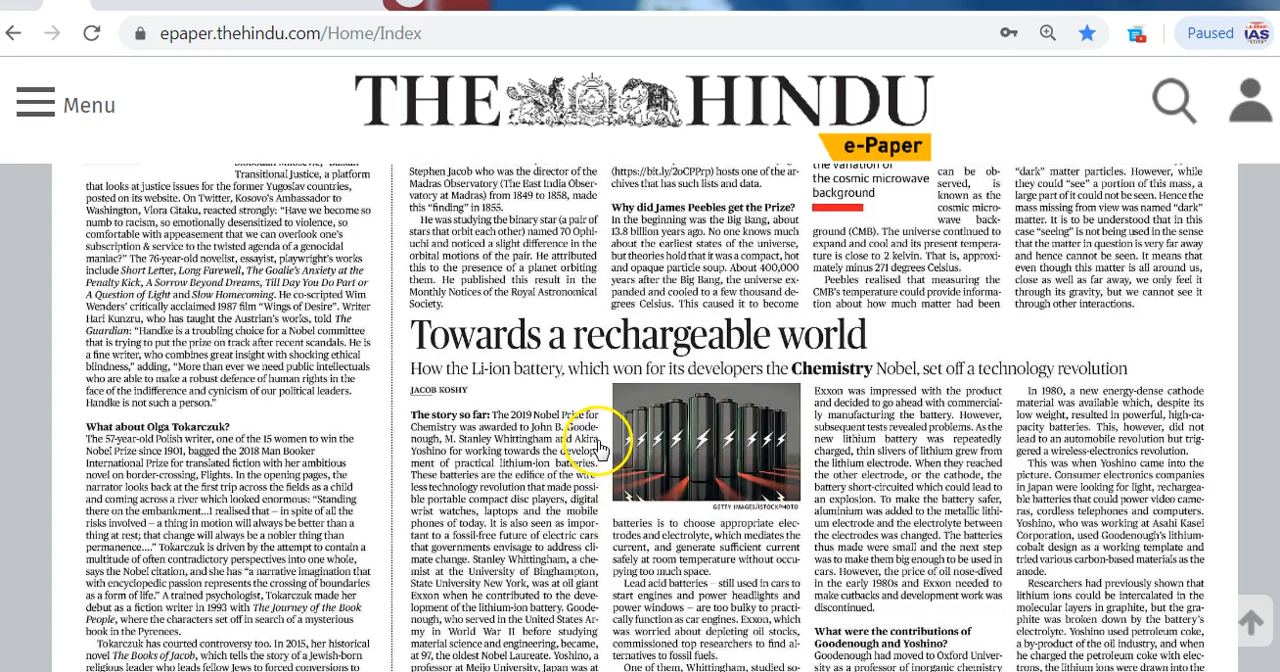 epaper.thehindu.com/Home/Index
Paused
IAS
Menu
THE HINDU
e-Paper
Transitional Justice, a platform
that looks at justice issues for the former Yugoslav countries,
posted on its website. On Twitter, Kosovo's Ambassador to
Washington, Vlora Citaku, reacted strongly: "Have we become so
numb to racism, so emotionally desensitized to violence, so
comfortable with appeasement that we can overlook one's
subscription & service to the twisted agenda of a genocidal
maniac?" The 76-year-old novelist, essayist, playwright's works
include Short Letter, Long Farewell, The Goalie's Anxiety at the
Penalty Kick, A Sorrow Beyond Dreams, Till Day You Do Part or
A Question of Light and Slow Homecoming. He co-scripted Wim
Wenders' critically acclaimed 1987 film "Wings of Desire". Writer
Hari Kunzru, who has taught the Austrian's works, told The
Guardian: "Handke is a troubling choice for a Nobel committee
that is trying to put the prize on track after recent scandals. He is
a fine writer, who combines great insight with shocking ethical
blindness," adding, "More than ever we need public intellectuals
who are able to make a robust defence of human rights in the
face of the indifference and cynicism of our political leaders.
Handke is not such a person."
What about Olga Tokarczuk?
The 57-year-old Polish writer, one of the 15 women to win the
Nobel Prize since 1901, bagged the 2018 Man Booker
International Prize for translated fiction with her ambitious
novel on border-crossing, Flights. In the opening pages, the
narrator looks back at the first trip across the fields as a child
and coming across a river which looked enormous: "Standing
there on the embankment...I realised that – in spite of all the
risks involved – a thing in motion will always be better than a
thing at rest; that change will always be a nobler thing than
permanence...." Tokarczuk is driven by the attempt to contain a
multitude of often contradictory perspectives into one whole,
says the Nobel citation, and she has "a narrative imagination that
with encyclopedic passion represents the crossing of boundaries
as a form of life." A trained psychologist, Tokarczuk made her
debut as a fiction writer in 1993 with The Journey of the Book
People, where the characters set off in search of a mysterious
book in the Pyrenees.
Tokarczuk has courted controversy too. In 2015, her historical
novel The Books of Jacob, which tells the story of a Jewish-born
religious leader who leads fellow Jews to forced conversions to
Stephen Jacob who was the director of the
Madras Observatory (The East India Obser-
vatory at Madras) from 1849 to 1858, made
this "finding" in 1855.
He was studying the binary star (a pair of
stars that orbit each other) named 70 Ophi-
uchi and noticed a slight difference in the
orbital motions of the pair. He attributed
this to the presence of a planet orbiting
them. He published this result in the
Monthly Notices of the Royal Astronomical
Society.
(https://bit.ly/2oCPPrp) hosts one of the ar-
chives that has such lists and data.
Why did James Peebles get the Prize?
In the beginning was the Big Bang, about
13.8 billion years ago. No one knows much
about the earliest states of the universe,
but theories hold that it was a compact, hot
and opaque particle soup. About 400,000
years after the Big Bang, the universe ex-
panded and cooled to a few thousand de-
grees Celsius. This caused it to become
the variation of
the cosmic microwave
background
can be ob-
served, is
known as the
cosmic micro-
wave back-
ground (CMB). The universe continued to
expand and cool and its present tempera-
ture is close to 2 kelvin. That is, approxi-
mately minus 271 degrees Celsius.
Peebles realised that measuring the
CMB's temperature could provide informa-
tion about how much matter had been
"dark" matter particles. However, while
they could "see" a portion of this mass, a
large part of it could not be seen. Hence the
mass missing from view was named "dark"
matter. It is to be understood that in this
case "seeing" is not being used in the sense
that the matter in question is very far away
and hence cannot be seen. It means that
even though this matter is all around us,
close as well as far away, we only feel it
through its gravity, but we cannot see it
through other interactions.
Towards a rechargeable world
How the Li-ion battery, which won for its developers the Chemistry Nobel, set off a technology revolution
JACOB KOSHY
The story so far: The 2019 Nobel Prize for
Chemistry was awarded to John B. Goode-
nough, M. Stanley Whittingham and Akira
Yoshino for working towards the develop-
ment of practical lithium-ion batteries.
These batteries are the edifice of the wire-
less technology revolution that made possi-
ble portable compact disc players, digital
wrist watches, laptops and the mobile
phones of today. It is also seen as impor-
tant to a fossil-free future of electric cars
that governments envisage to address cli-
mate change. Stanley Whittingham, a che-
mist at the University of Binghampton,
State University New York, was at oil giant
Exxon when he contributed to the deve-
lopment of the lithium-ion battery. Goode-
nough, who served in the United States Ar-
my in World War II before studying
material science and engineering, became,
at 97, the oldest Nobel Laureate. Yoshino, a
professor at Meijo University, Japan was at
GETTY IMAGES/ISTOCKPHOTO
batteries is to choose appropriate elec-
trodes and electrolyte, which mediates the
current, and generate sufficient current
safely at room temperature without occu-
pying too much space.
Lead acid batteries – still used in cars to
start engines and power headlights and
power windows – are too bulky to practi-
cally function as car engines. Exxon, which
was worried about depleting oil stocks,
commissioned top researchers to find al-
ternatives to fossil fuels.
One of them, Whittingham, studied so-
Exxon was impressed with the product
and decided to go ahead with commercial-
ly manufacturing the battery. However,
subsequent tests revealed problems. As the
new lithium battery was repeatedly
charged, thin slivers of lithium grew from
the lithium electrode. When they reached
the other electrode, or the cathode, the
battery short-circuited which could lead to
an explosion. To make the battery safer,
aluminium was added to the metallic lithi-
um electrode and the electrolyte between
the electrodes was changed. The batteries
thus made were small and the next step
was to make them big enough to be used in
cars. However, the price of oil nose-dived
in the early 1980s and Exxon needed to
make cutbacks and development work was
discontinued.
What were the contributions of
Goodenough and Yoshino?
Goodenough had moved to Oxford Univer-
sity as a professor of inorganic chemistry
In 1980, a new energy-dense cathode
material was available which, despite its
low weight, resulted in powerful, high-ca-
pacity batteries. This, however, did not
lead to an automobile revolution but trig-
gered a wireless-electronics revolution.
This was when Yoshino came into the
picture. Consumer electronics companies
in Japan were looking for light, recharge-
able batteries that could power video came-
ras, cordless telephones and computers.
Yoshino, who was working at Asahi Kasei
Corporation, used Goodenough's lithium-
cobalt design as a working template and
tried various carbon-based materials as the
anode.
Researchers had previously shown that
lithium ions could be intercalated in the
molecular layers in graphite, but the gra-
phite was broken down by the battery's
electrolyte. Yoshino used petroleum coke,
a by-product of the oil industry, and when
he charged the petroleum coke with elec-
trons, the lithium ions were drawn into the